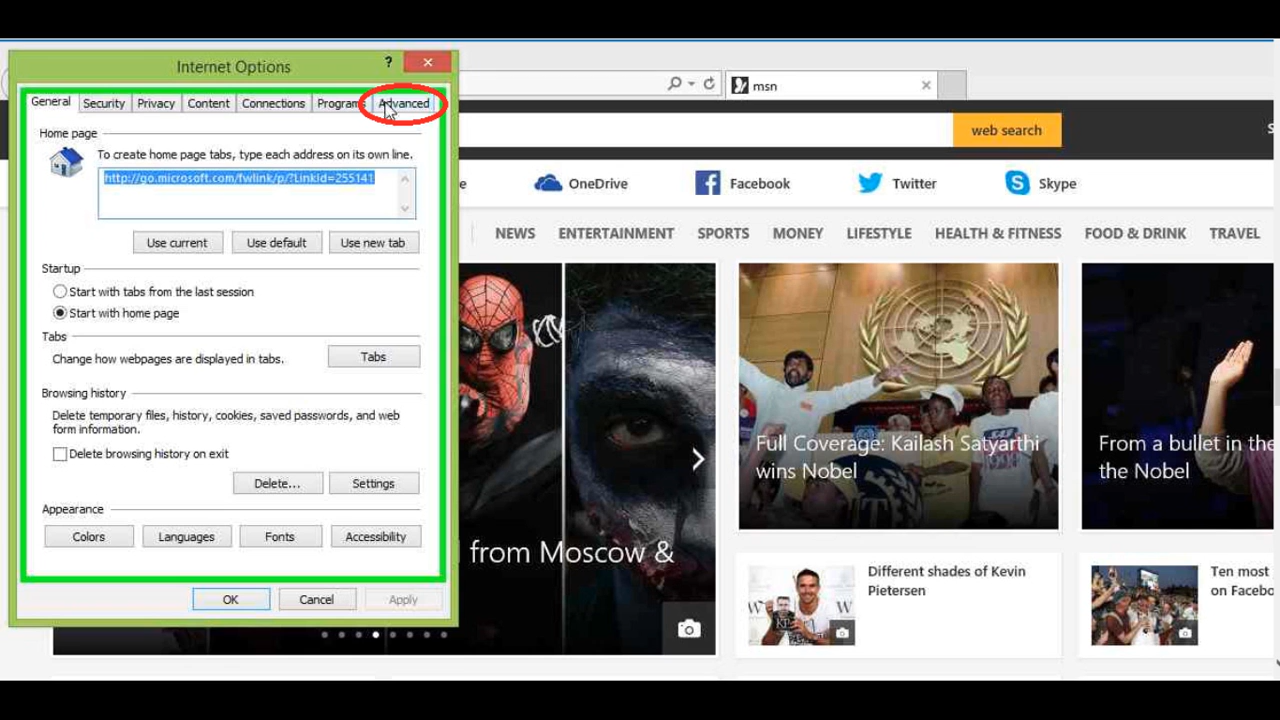 Internet Options
?
General Security Privacy Content Connections Programs Advanced
Home page
To create home page tabs, type each address on its own line.
http://go.microsoft.com/fwlink/p/?LinkId=255141
Use current Use default Use new tab
Startup
Start with tabs from the last session
Start with home page
Tabs
Change how webpages are displayed in tabs.
Tabs
Browsing history
Delete temporary files, history, cookies, saved passwords, and web
form information.
Delete browsing history on exit
Delete... Settings
Appearance
Colors Languages Fonts Accessibility
OK Cancel Apply
msn
web search
OneDrive Facebook Twitter Skype
NEWS ENTERTAINMENT SPORTS MONEY LIFESTYLE HEALTH & FITNESS FOOD & DRINK TRAVEL
from Moscow &
Full Coverage: Kailash Satyarthi
wins Nobel
From a bullet in the
the Nobel
Different shades of Kevin
Pietersen
Ten most
on Facebo